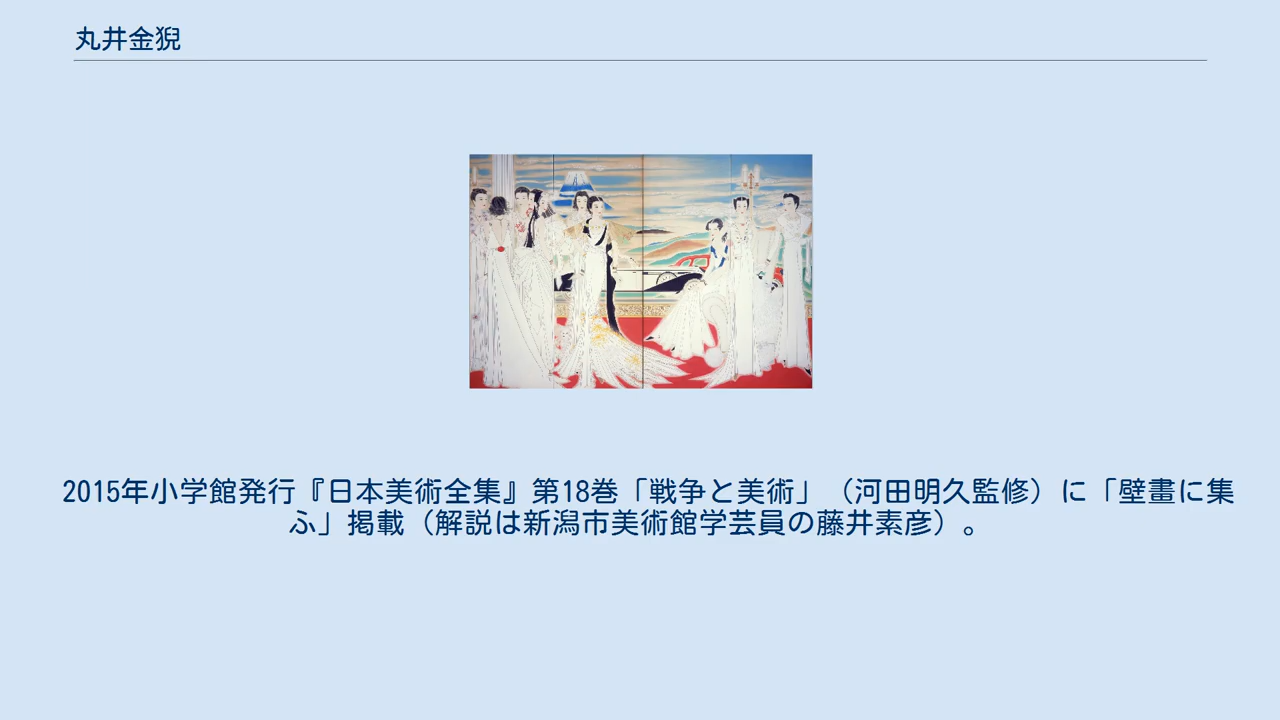 丸井金猊
2015年小学館発行『日本美術全集』第18巻「戦争と美術」（河田明久監修）に「壁畫に集
ふ」掲載（解説は新潟市美術館学芸員の藤井素彦）。